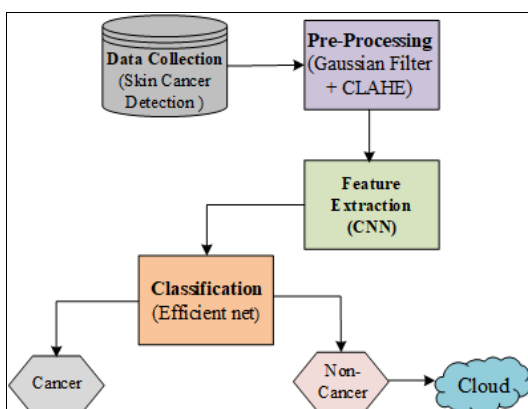 Data Collection
(Skin Cancer
Detection )
Pre-Processing
(Gaussian Filter
+ CLAHE)
Feature
Extraction
(CNN)
Classification
(Efficient net)
Cancer
Non-
Cancer
Cloud